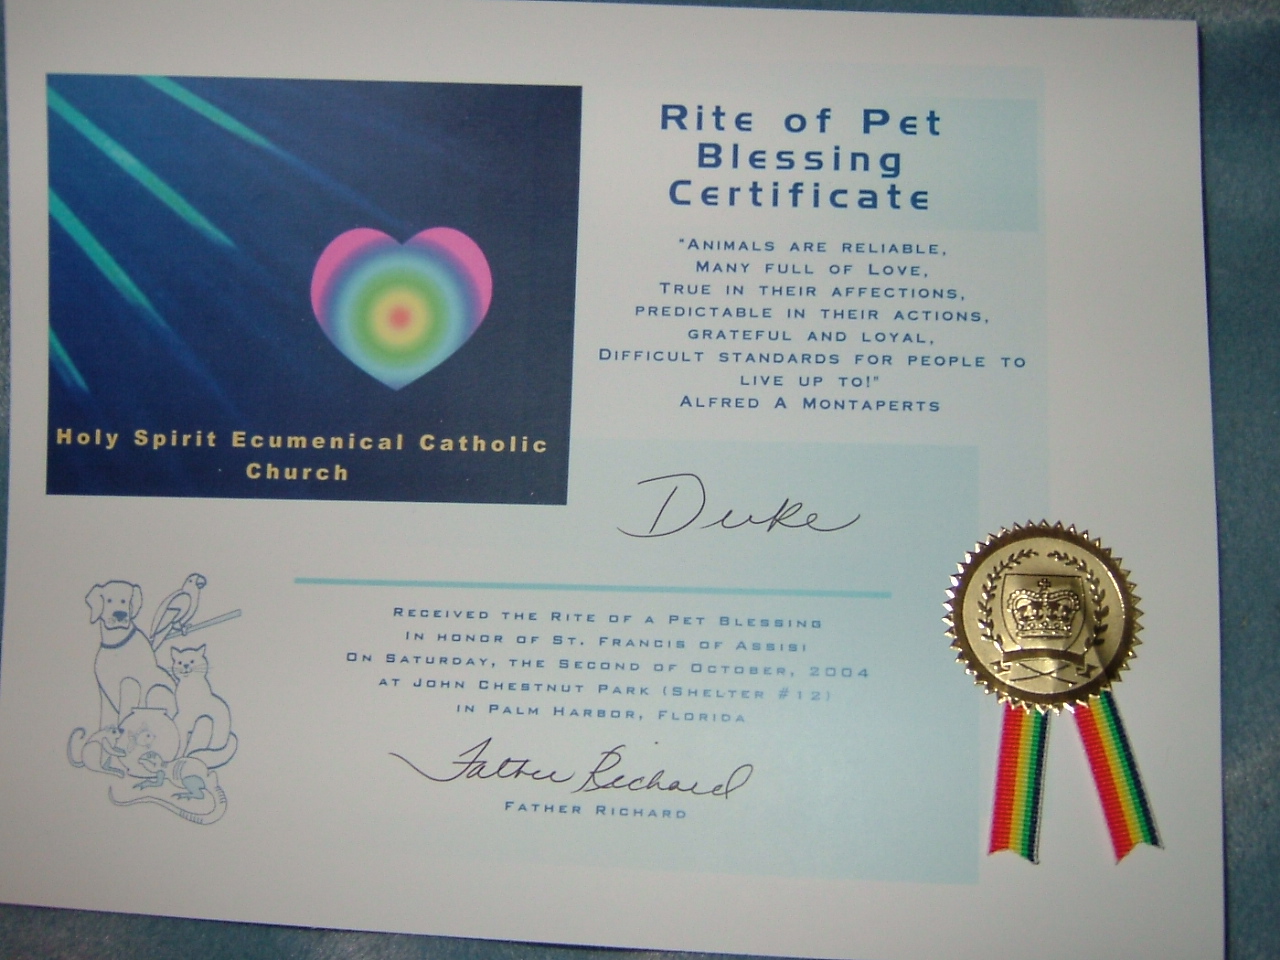 Rite of Pet
Blessing
Certificate
"Animals are reliable,
Many full of Love,
True in their affections,
predictable in their actions,
grateful and loyal,
Difficult standards for people to
live up to!"
Alfred A Montaperts
Holy Spirit Ecumenical Catholic
Church
Duke
Received the Rite of a Pet Blessing
in honor of St. Francis of Assisi
On Saturday, the Second of October, 2004
at John Chestnut Park (Shelter #12)
in Palm Harbor, Florida
Father Richard
Father Richard